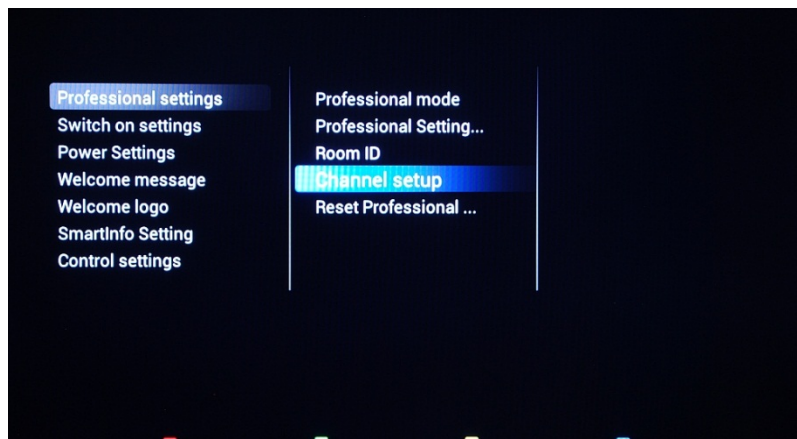 Professional settings
Switch on settings
Power Settings
Welcome message
Welcome logo
SmartInfo Setting
Control settings
Professional mode
Professional Setting...
Room ID
Channel setup
Reset Professional ...